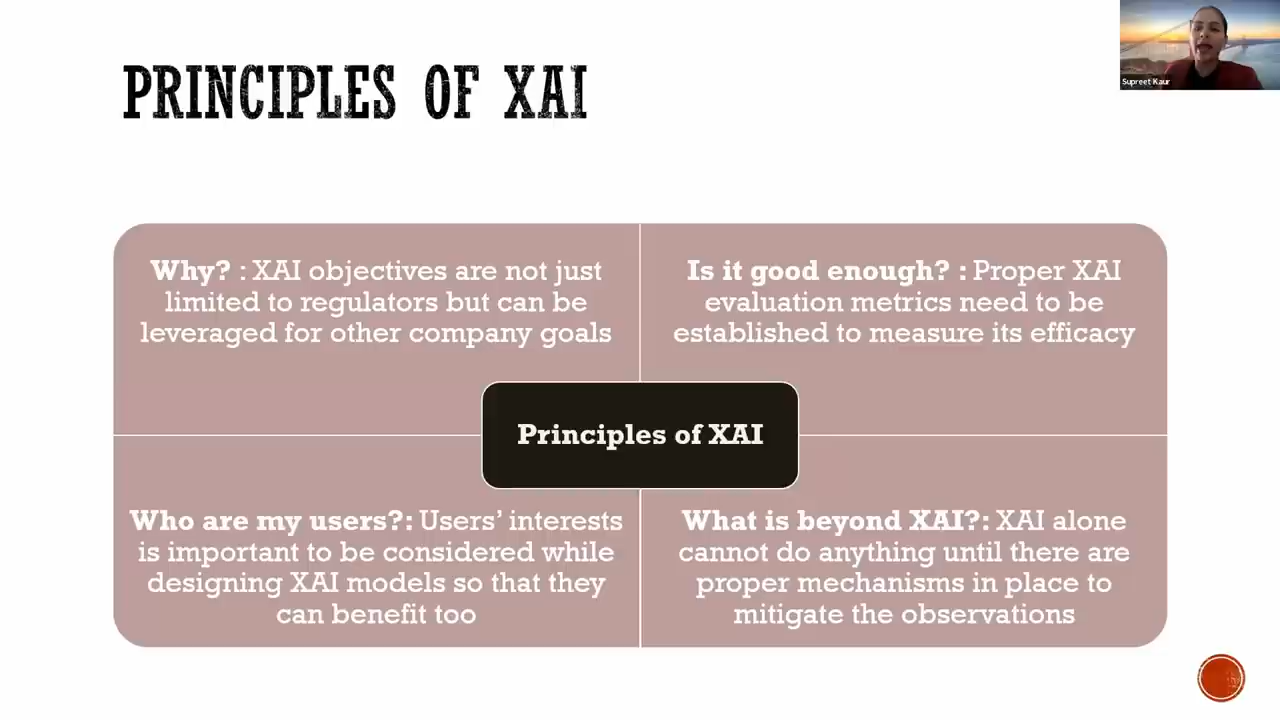 PRINCIPLES OF XAI
Supreet Kaur
Why? : XAI objectives are not just
limited to regulators but can be
leveraged for other company goals
Is it good enough? : Proper XAI
evaluation metrics need to be
established to measure its efficacy
Principles of XAI
Who are my users?: Users’ interests
is important to be considered while
designing XAI models so that they
can benefit too
What is beyond XAI?: XAI alone
cannot do anything until there are
proper mechanisms in place to
mitigate the observations